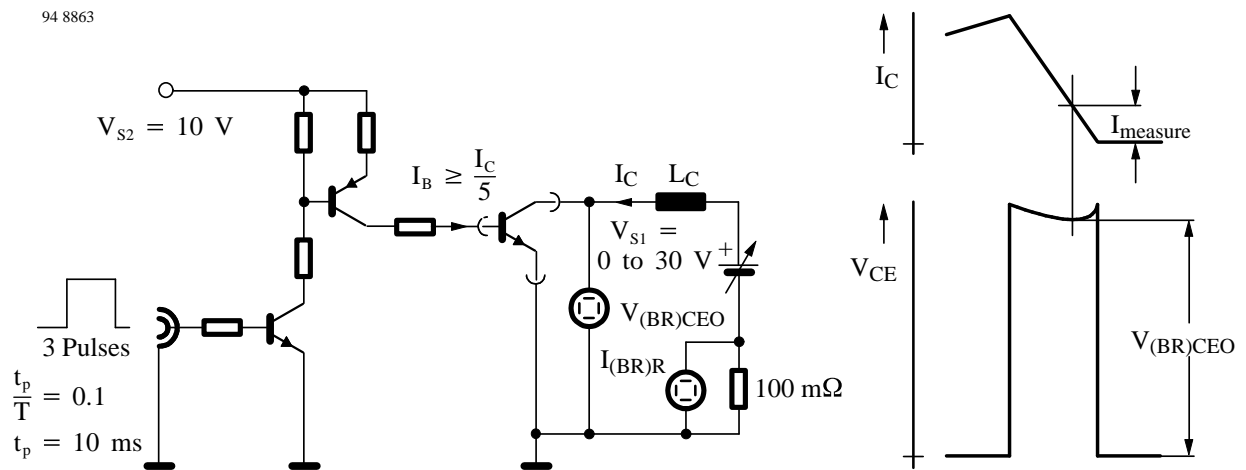 94 8863
V_S2 = 10 V
I_B ≥ I_C/5
I_C
L_C
V_S1 =
0 to 30 V
+
V_(BR)CEO
I_(BR)R
100 mΩ
3 Pulses
t_p/T = 0.1
t_p = 10 ms
I_C
I_measure
V_CE
V_(BR)CEO